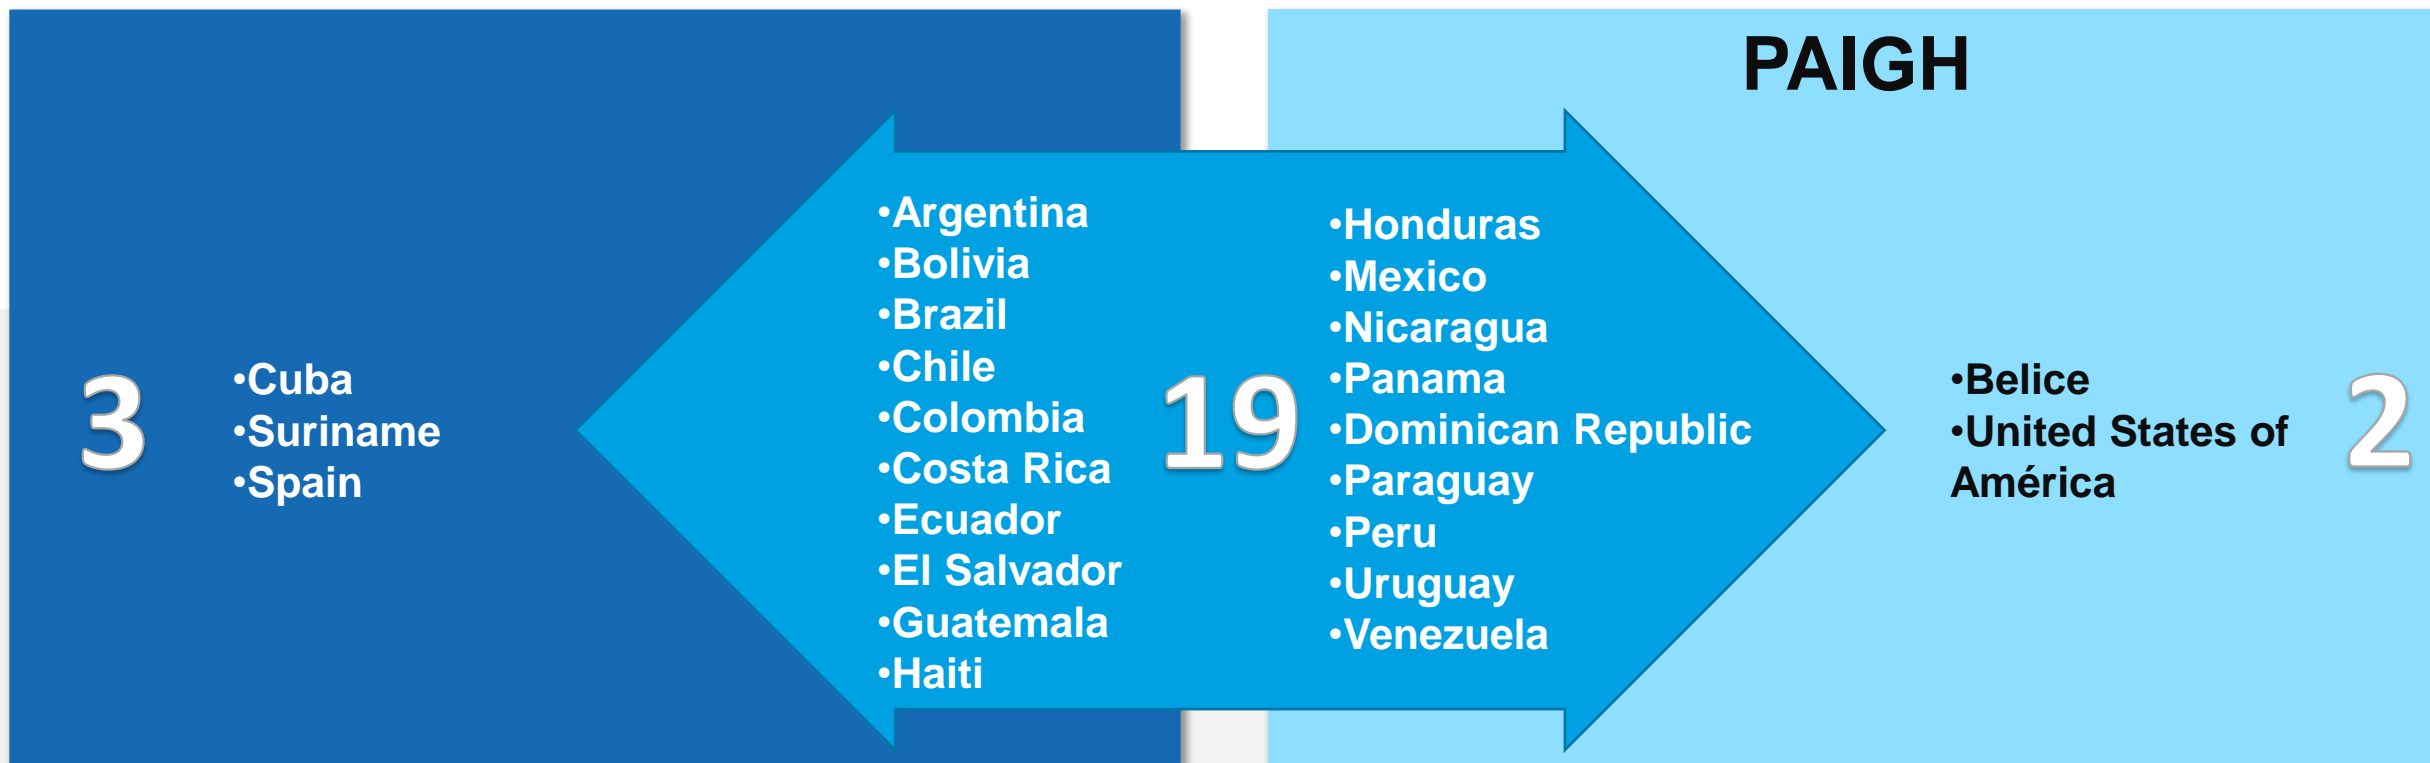 PAIGH
3
•Cuba
•Suriname
•Spain
•Argentina
•Bolivia
•Brazil
•Chile
•Colombia
•Costa Rica
•Ecuador
•El Salvador
•Guatemala
•Haiti
19
•Honduras
•Mexico
•Nicaragua
•Panama
•Dominican Republic
•Paraguay
•Peru
•Uruguay
•Venezuela
•Belice
•United States of
América
2